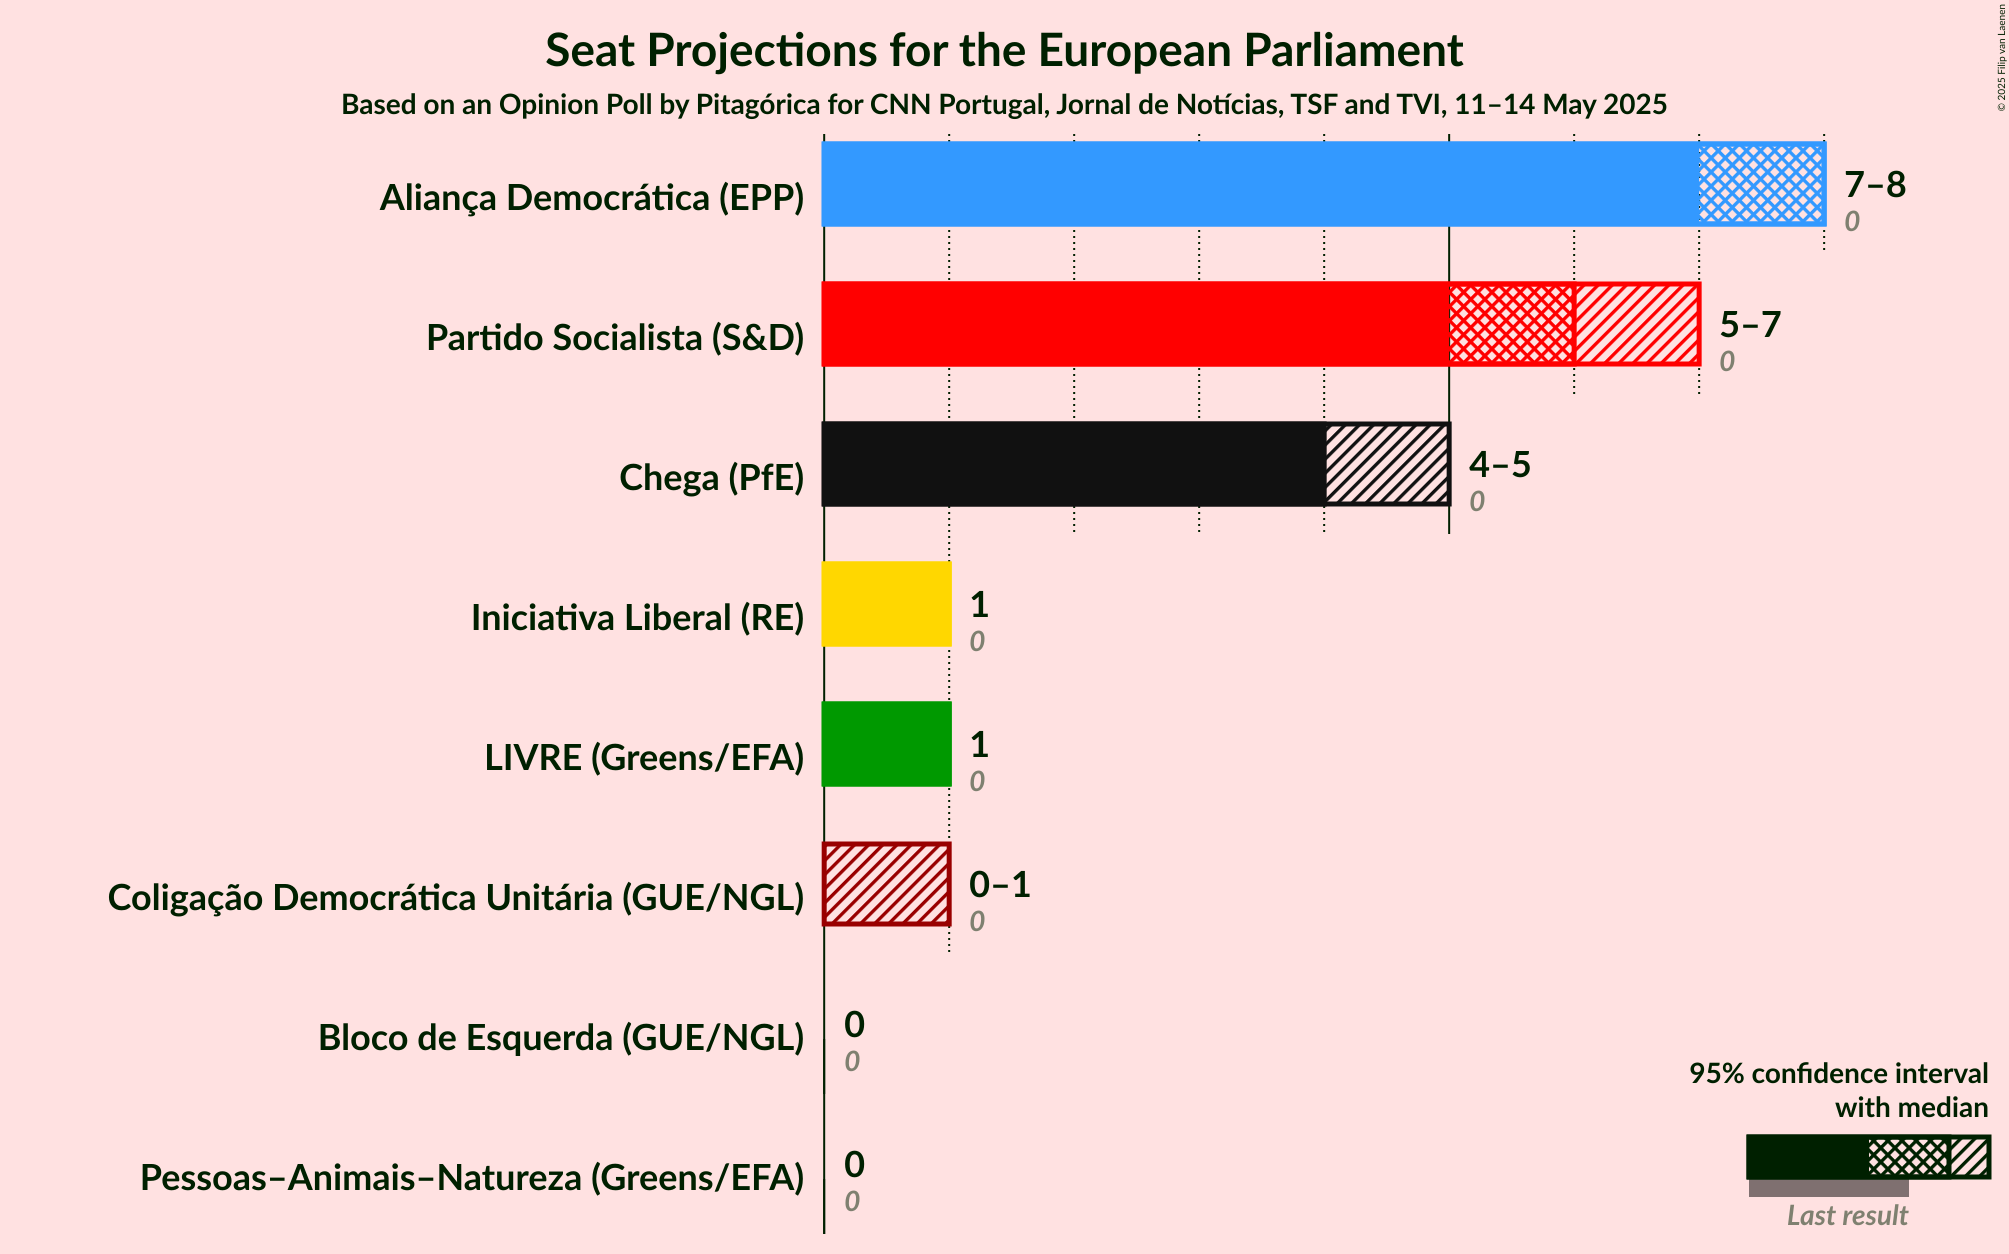 Seat Projections for the European Parliament
Based on an Opinion Poll by Pitagórica for CNN Portugal, Jornal de Notícias, TSF and TVI, 11–14 May 2025
© 2025 Filip van Laenen
Aliança Democrática (EPP)
7–8
0
Partido Socialista (S&D)
5–7
0
Chega (PfE)
4–5
0
Iniciativa Liberal (RE)
1
0
LIVRE (Greens/EFA)
1
0
Coligação Democrática Unitária (GUE/NGL)
0–1
0
Bloco de Esquerda (GUE/NGL)
0
0
Pessoas–Animais–Natureza (Greens/EFA)
0
0
95% confidence interval
with median
Last result